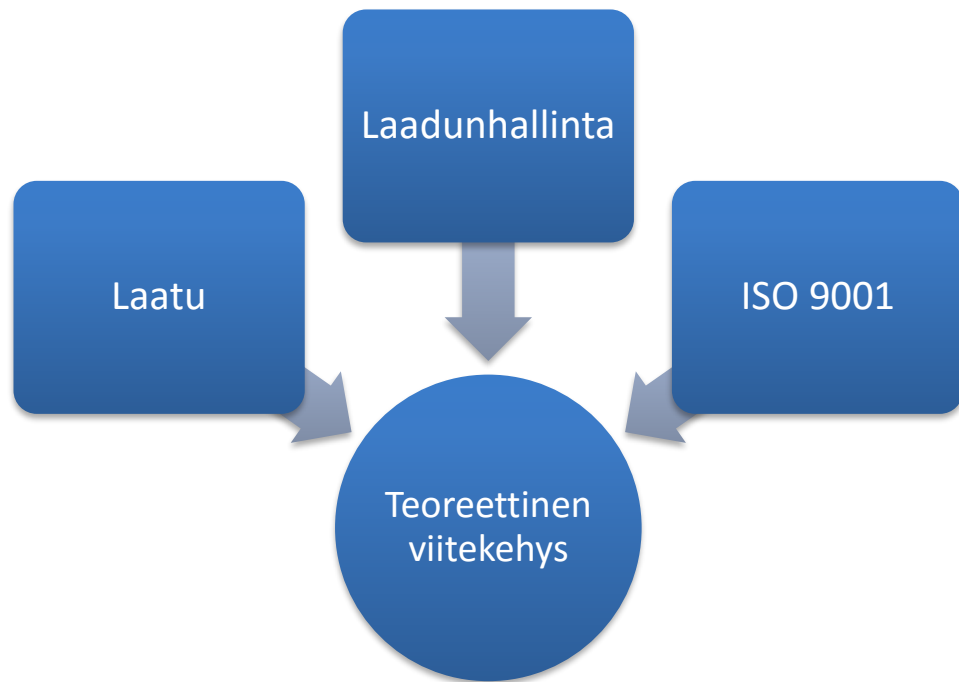 Laadunhallinta
Laatu
ISO 9001
Teoreettinen
viitekehys